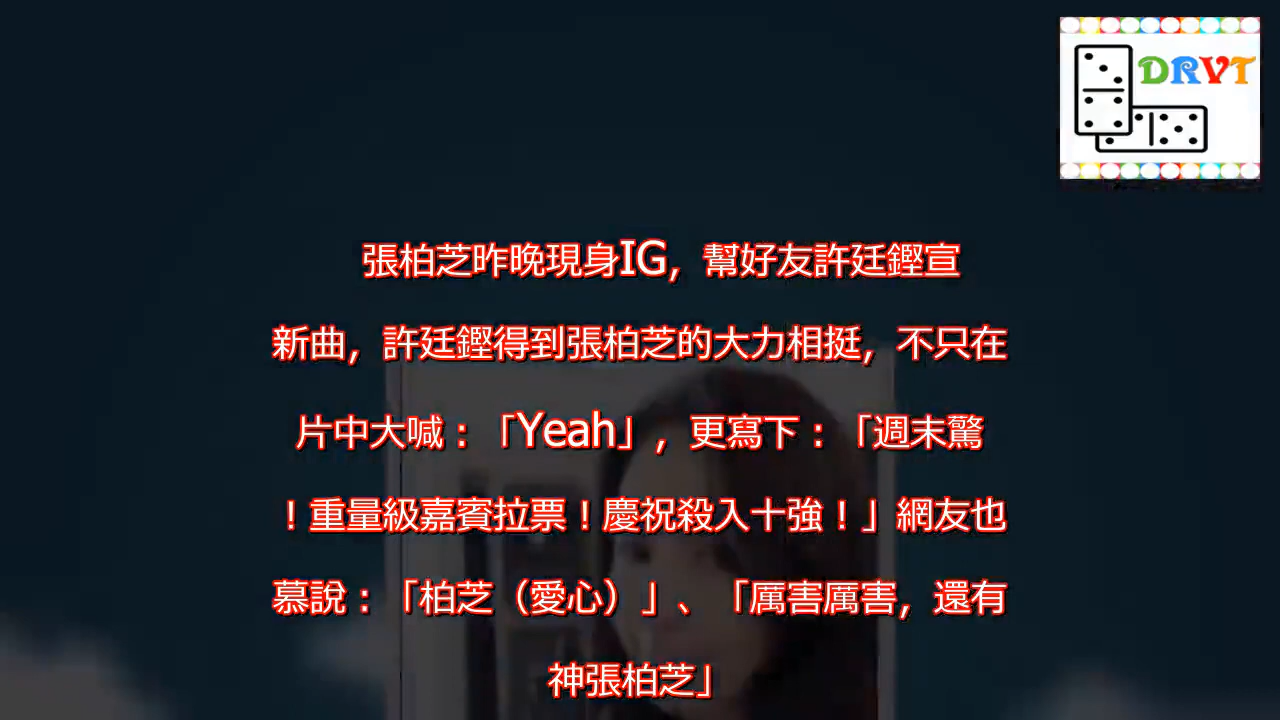 DRVT
張柏芝昨晚現身IG，幫好友許廷鏗宣
新曲，許廷鏗得到張柏芝的大力相挺，不只在
片中大喊：「Yeah」，更寫下：「週末驚
！重量級嘉賓拉票！慶祝殺入十強！」網友也
慕說：「柏芝（愛心）」、「厲害厲害，還有
神張柏芝」